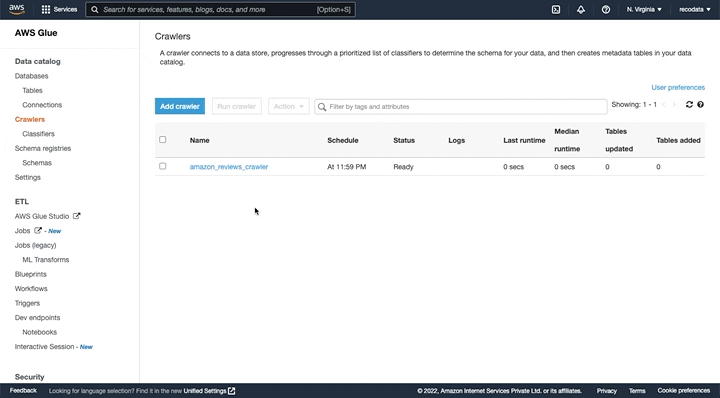 aws
Services
Search for services, features, blogs, docs, and more
[Option+S]
N. Virginia
recodata
AWS Glue
Data catalog
Databases
Tables
Connections
Crawlers
Classifiers
Schema registries
Schemas
Settings
ETL
AWS Glue Studio
Jobs - New
Jobs (legacy)
ML Transforms
Blueprints
Workflows
Triggers
Dev endpoints
Notebooks
Interactive Session - New
Security
Crawlers
A crawler connects to a data store, progresses through a prioritized list of classifiers to determine the schema for your data, and then creates metadata tables in your data
catalog.
User preferences
Add crawler
Run crawler
Action
Filter by tags and attributes
Showing: 1 - 1
Name Schedule Status Logs Last runtime Median runtime Tables updated Tables added
amazon_reviews_crawler At 11:59 PM Ready 0 secs 0 secs 0 0
Feedback
Looking for language selection? Find it in the new Unified Settings
© 2022, Amazon Internet Services Private Ltd. or its affiliates.
Privacy
Terms
Cookie preferences